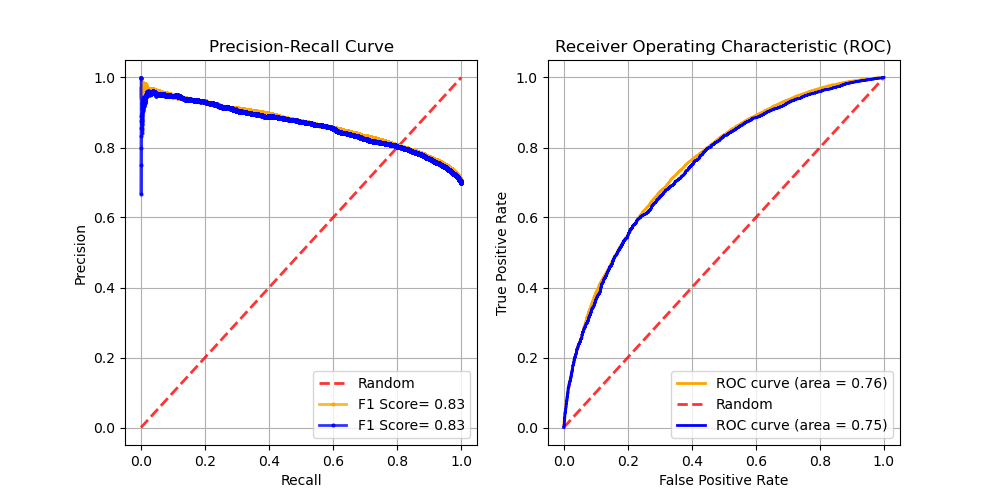 Precision-Recall Curve
1.0
0.8
0.6
0.4
0.2
0.0
Precision
0.0 0.2 0.4 0.6 0.8 1.0
Recall
Random
F1 Score= 0.83
F1 Score= 0.83
Receiver Operating Characteristic (ROC)
1.0
0.8
0.6
0.4
0.2
0.0
True Positive Rate
0.0 0.2 0.4 0.6 0.8 1.0
False Positive Rate
ROC curve (area = 0.76)
Random
ROC curve (area = 0.75)